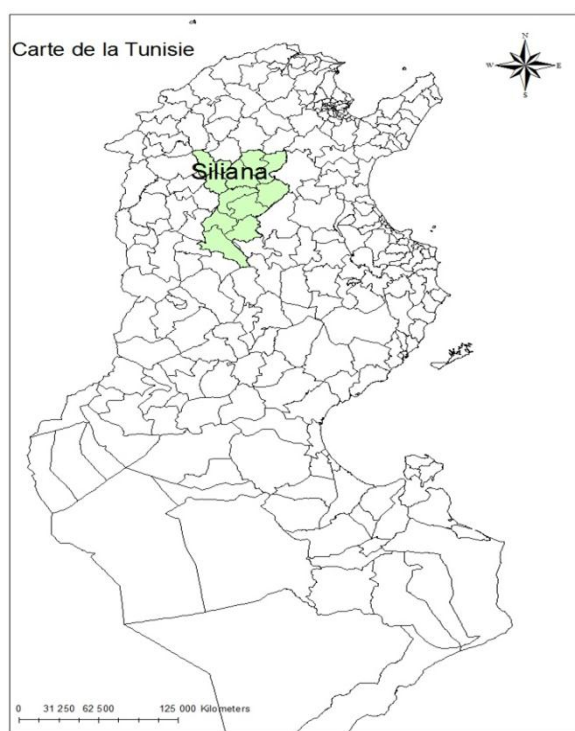 Carte de la Tunisie
N
W E
S
Siliana
0 31 250 62 500 125 000 Kilometers